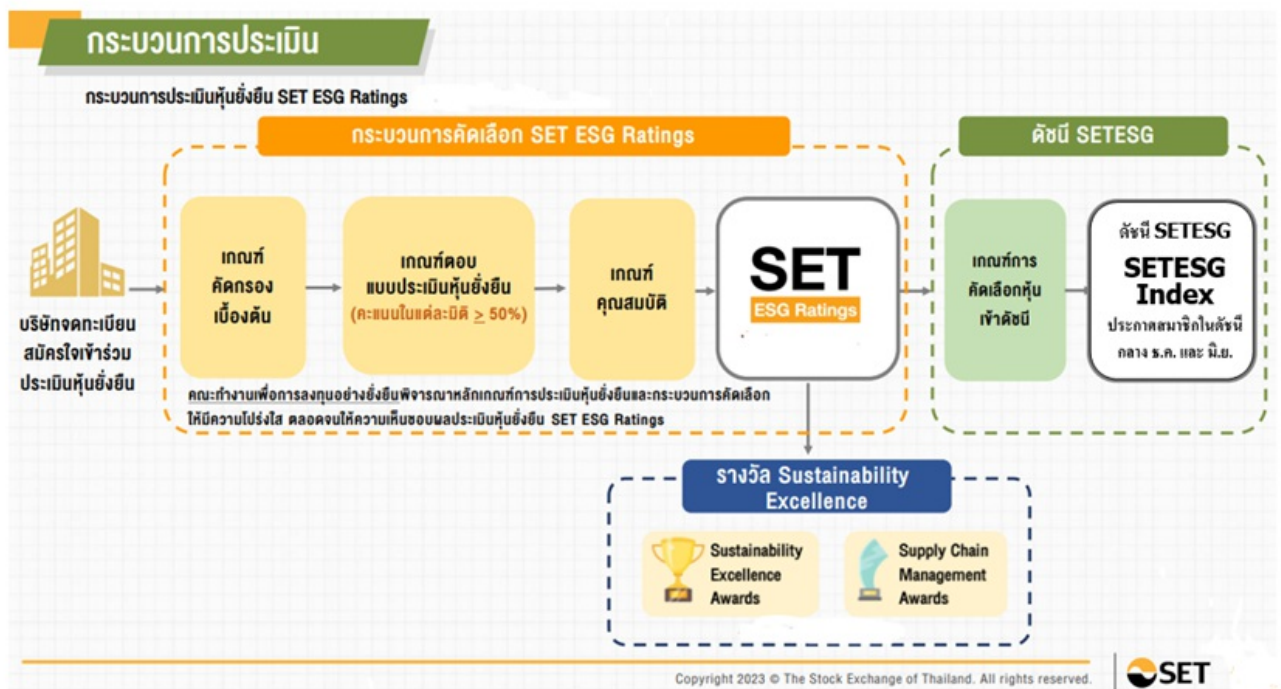 กระบวนการประเมิน
กระบวนการประเมินหุ้นยั่งยืน SET ESG Ratings
กระบวนการคัดเลือก SET ESG Ratings
ดัชนี SETESG
บริษัทจดทะเบียน
สมัครใจเข้าร่วม
ประเมินหุ้นยั่งยืน
เกณฑ์
คัดกรอง
เบื้องต้น
เกณฑ์ตอบ
แบบประเมินหุ้นยั่งยืน
(คะแนนในแต่ละมิติ ≥ 50%)
เกณฑ์
คุณสมบัติ
SET
ESG Ratings
เกณฑ์การ
คัดเลือกหุ้น
เข้าดัชนี
ดัชนี SETESG
SETESG
Index
ประกาศสมาชิกในดัชนี
กลาง ธ.ค. และ มิ.ย.
คณะทำงานเพื่อการลงทุนอย่างยั่งยืนพิจารณาหลักเกณฑ์การประเมินหุ้นยั่งยืนและกระบวนการคัดเลือก
ให้มีความโปร่งใส ตลอดจนให้ความเห็นชอบผลประเมินหุ้นยั่งยืน SET ESG Ratings
รางวัล Sustainability
Excellence
Sustainability
Excellence
Awards
Supply Chain
Management
Awards
Copyright 2023 © The Stock Exchange of Thailand. All rights reserved.
SET